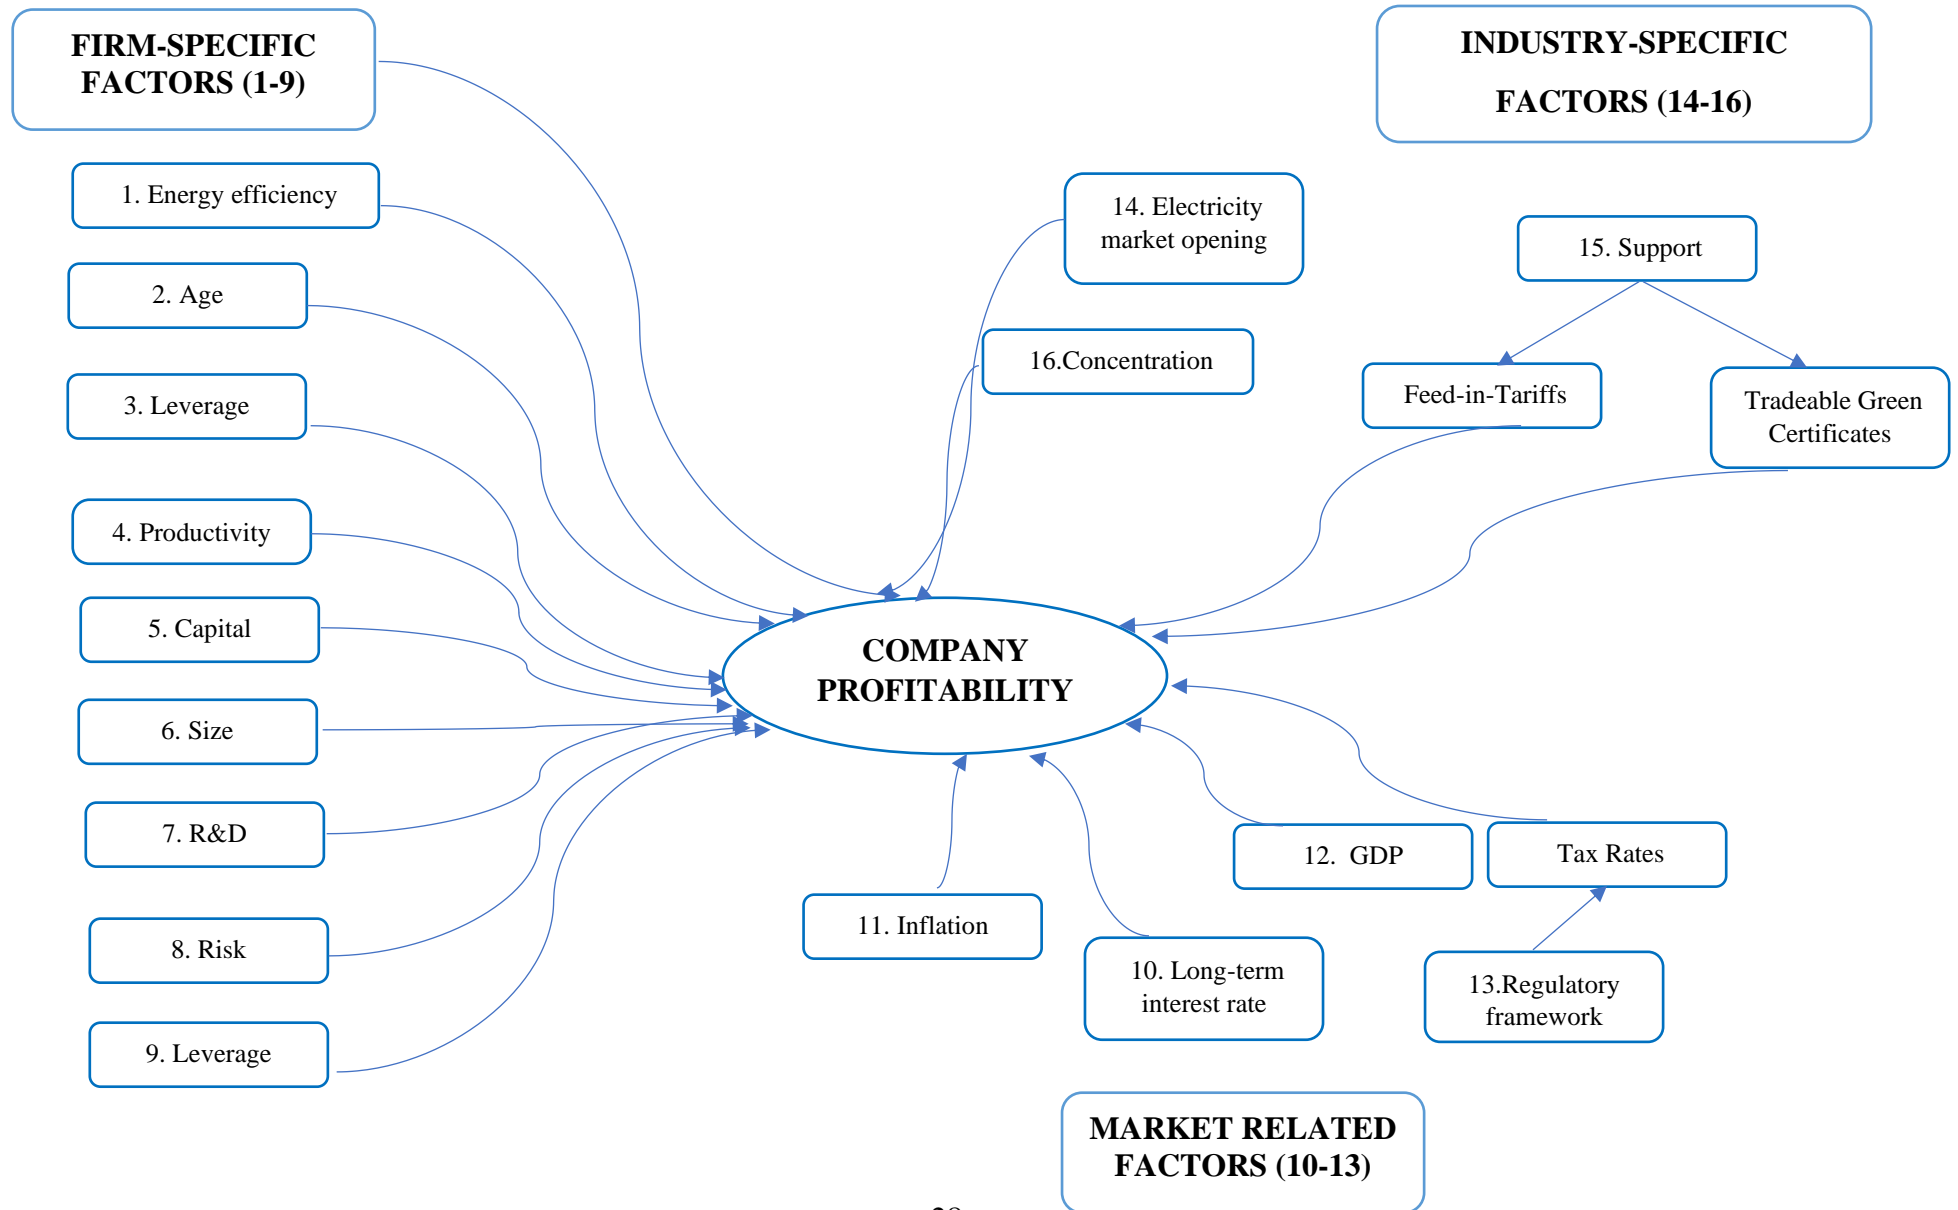 FIRM-SPECIFIC
FACTORS (1-9)
INDUSTRY-SPECIFIC
FACTORS (14-16)
1. Energy efficiency
2. Age
3. Leverage
4. Productivity
5. Capital
6. Size
7. R&D
8. Risk
9. Leverage
14. Electricity
market opening
16.Concentration
15. Support
Feed-in-Tariffs
Tradeable Green
Certificates
COMPANY
PROFITABILITY
11. Inflation
10. Long-term
interest rate
12. GDP
Tax Rates
13.Regulatory
framework
MARKET RELATED
FACTORS (10-13)